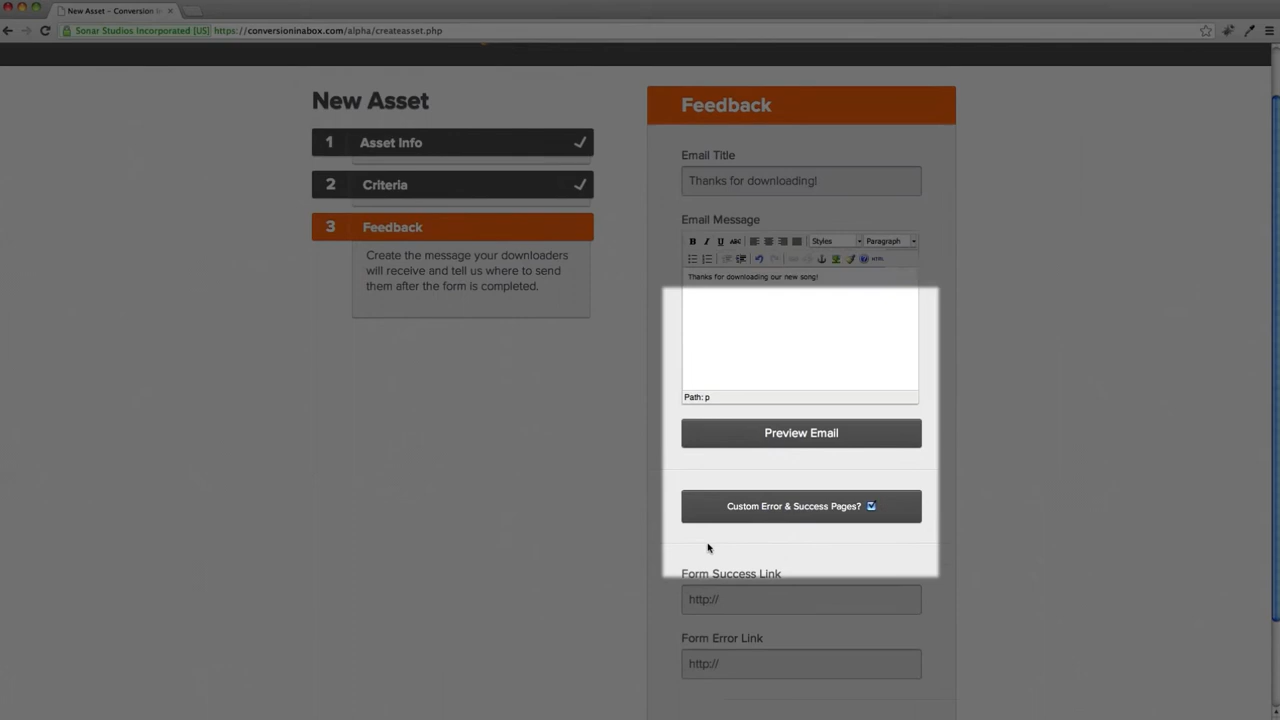 New Asset - Conversion In
Sonar Studios Incorporated [US] https://conversioninabox.com/alpha/createasset.php
New Asset
1 Asset Info
2 Criteria
3 Feedback
Create the message your downloaders
will receive and tell us where to send
them after the form is completed.
Feedback
Email Title
Thanks for downloading!
Email Message
B I U ABC Styles Paragraph
HTML
Thanks for downloading our new song!
Path: p
Preview Email
Custom Error & Success Pages?
Form Success Link
http://
Form Error Link
http://